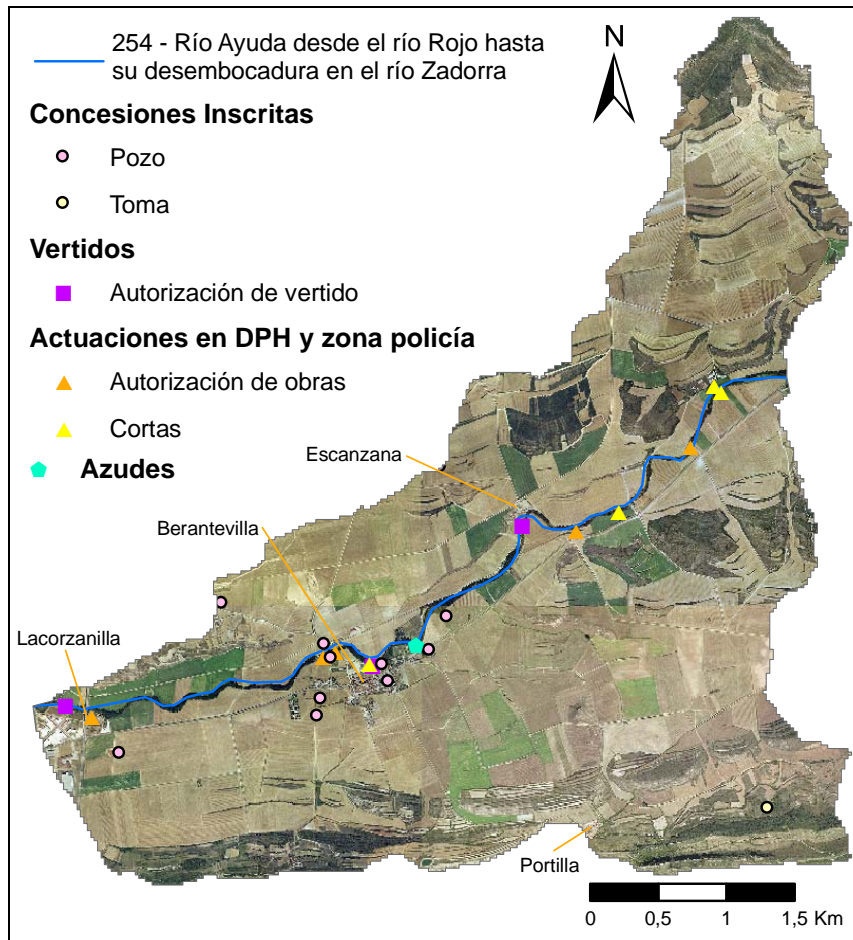 254 - Río Ayuda desde el río Rojo hasta
su desembocadura en el río Zadorra
N
Concesiones Inscritas
Pozo
Toma
Vertidos
Autorización de vertido
Actuaciones en DPH y zona policía
Autorización de obras
Cortas
Azudes
Escanzana
Berantevilla
Lacorzanilla
Portilla
0 0,5 1 1,5 Km